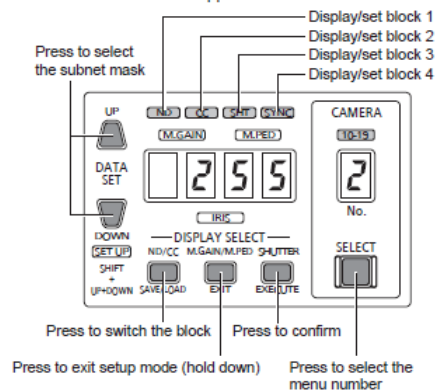 Display/set block 1
Display/set block 2
Display/set block 3
Display/set block 4
Press to select
the subnet mask
UP
ND
CC
SHT
SYNC
CAMERA
M.GAIN
M.PED
10-19
DATA
SET
255
2
No.
IRIS
DOWN
DISPLAY SELECT
SET UP
ND/CC
M.GAIN/M.PED
SHUTTER
SELECT
SHIFT
+
UP+DOWN
SAVE/LOAD
EXIT
EXECUTE
Press to switch the block
Press to confirm
Press to exit setup mode (hold down)
Press to select the
menu number